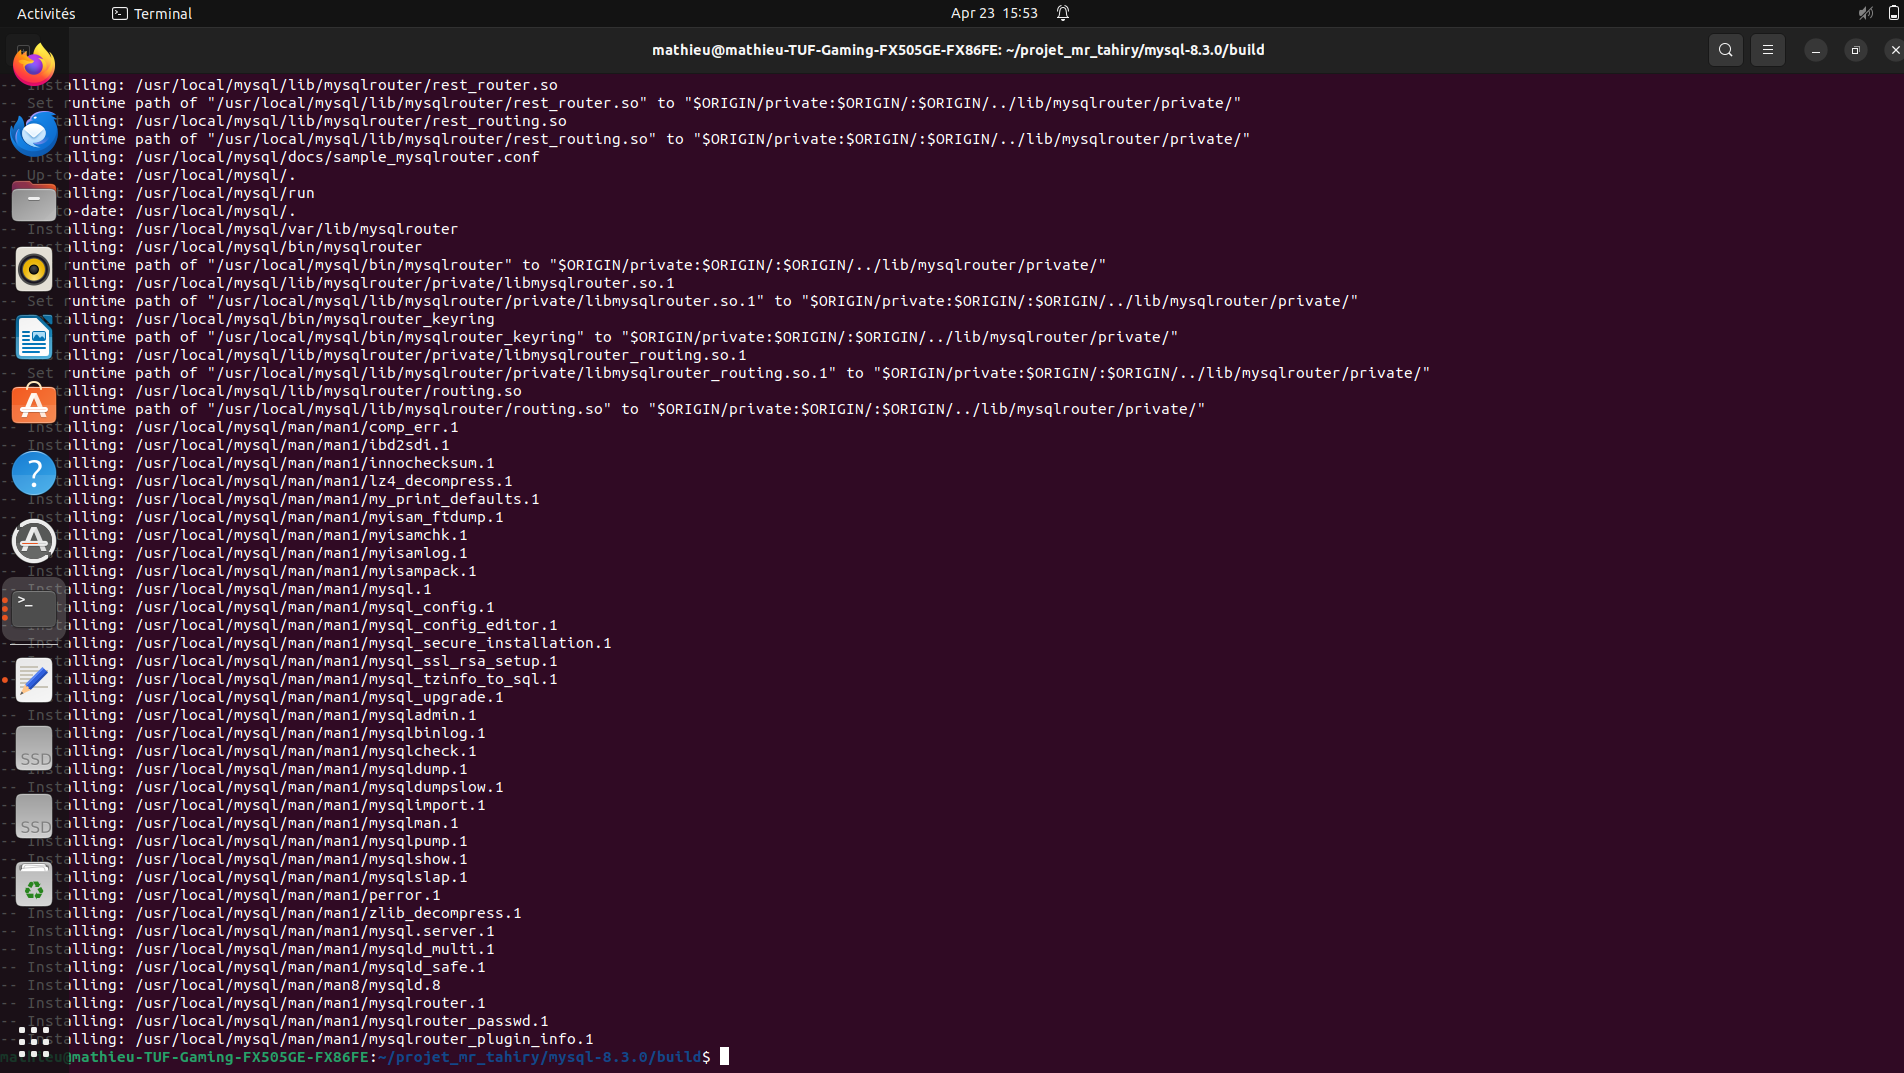 Activités Terminal Apr 23 15:53
mathieu@mathieu-TUF-Gaming-FX505GE-FX86FE: ~/projet_mr_tahiry/mysql-8.3.0/build
-- Installing: /usr/local/mysql/lib/mysqlrouter/rest_router.so
-- Set runtime path of "/usr/local/mysql/lib/mysqlrouter/rest_router.so" to "$ORIGIN/private:$ORIGIN/:$ORIGIN/../lib/mysqlrouter/private/"
-- Installing: /usr/local/mysql/lib/mysqlrouter/rest_routing.so
-- Set runtime path of "/usr/local/mysql/lib/mysqlrouter/rest_routing.so" to "$ORIGIN/private:$ORIGIN/:$ORIGIN/../lib/mysqlrouter/private/"
-- Installing: /usr/local/mysql/docs/sample_mysqlrouter.conf
-- Up-to-date: /usr/local/mysql/.
-- Installing: /usr/local/mysql/run
-- Up-to-date: /usr/local/mysql/.
-- Installing: /usr/local/mysql/var/lib/mysqlrouter
-- Installing: /usr/local/mysql/bin/mysqlrouter
-- Set runtime path of "/usr/local/mysql/bin/mysqlrouter" to "$ORIGIN/private:$ORIGIN/:$ORIGIN/../lib/mysqlrouter/private/"
-- Installing: /usr/local/mysql/lib/mysqlrouter/private/libmysqlrouter.so.1
-- Set runtime path of "/usr/local/mysql/lib/mysqlrouter/private/libmysqlrouter.so.1" to "$ORIGIN/private:$ORIGIN/:$ORIGIN/../lib/mysqlrouter/private/"
-- Installing: /usr/local/mysql/bin/mysqlrouter_keyring
-- Set runtime path of "/usr/local/mysql/bin/mysqlrouter_keyring" to "$ORIGIN/private:$ORIGIN/:$ORIGIN/../lib/mysqlrouter/private/"
-- Installing: /usr/local/mysql/lib/mysqlrouter/private/libmysqlrouter_routing.so.1
-- Set runtime path of "/usr/local/mysql/lib/mysqlrouter/private/libmysqlrouter_routing.so.1" to "$ORIGIN/private:$ORIGIN/:$ORIGIN/../lib/mysqlrouter/private/"
-- Installing: /usr/local/mysql/lib/mysqlrouter/routing.so
-- Set runtime path of "/usr/local/mysql/lib/mysqlrouter/routing.so" to "$ORIGIN/private:$ORIGIN/:$ORIGIN/../lib/mysqlrouter/private/"
-- Installing: /usr/local/mysql/man/man1/comp_err.1
-- Installing: /usr/local/mysql/man/man1/ibd2sdi.1
-- Installing: /usr/local/mysql/man/man1/innochecksum.1
-- Installing: /usr/local/mysql/man/man1/lz4_decompress.1
-- Installing: /usr/local/mysql/man/man1/my_print_defaults.1
-- Installing: /usr/local/mysql/man/man1/myisam_ftdump.1
-- Installing: /usr/local/mysql/man/man1/myisamchk.1
-- Installing: /usr/local/mysql/man/man1/myisamlog.1
-- Installing: /usr/local/mysql/man/man1/myisampack.1
-- Installing: /usr/local/mysql/man/man1/mysql.1
-- Installing: /usr/local/mysql/man/man1/mysql_config.1
-- Installing: /usr/local/mysql/man/man1/mysql_config_editor.1
-- Installing: /usr/local/mysql/man/man1/mysql_secure_installation.1
-- Installing: /usr/local/mysql/man/man1/mysql_ssl_rsa_setup.1
-- Installing: /usr/local/mysql/man/man1/mysql_tzinfo_to_sql.1
-- Installing: /usr/local/mysql/man/man1/mysql_upgrade.1
-- Installing: /usr/local/mysql/man/man1/mysqladmin.1
-- Installing: /usr/local/mysql/man/man1/mysqlbinlog.1
-- Installing: /usr/local/mysql/man/man1/mysqlcheck.1
-- Installing: /usr/local/mysql/man/man1/mysqldump.1
-- Installing: /usr/local/mysql/man/man1/mysqldumpslow.1
-- Installing: /usr/local/mysql/man/man1/mysqlimport.1
-- Installing: /usr/local/mysql/man/man1/mysqlman.1
-- Installing: /usr/local/mysql/man/man1/mysqlpump.1
-- Installing: /usr/local/mysql/man/man1/mysqlshow.1
-- Installing: /usr/local/mysql/man/man1/mysqlslap.1
-- Installing: /usr/local/mysql/man/man1/perror.1
-- Installing: /usr/local/mysql/man/man1/zlib_decompress.1
-- Installing: /usr/local/mysql/man/man1/mysql.server.1
-- Installing: /usr/local/mysql/man/man1/mysqld_multi.1
-- Installing: /usr/local/mysql/man/man1/mysqld_safe.1
-- Installing: /usr/local/mysql/man/man8/mysqld.8
-- Installing: /usr/local/mysql/man/man1/mysqlrouter.1
-- Installing: /usr/local/mysql/man/man1/mysqlrouter_passwd.1
-- Installing: /usr/local/mysql/man/man1/mysqlrouter_plugin_info.1
mathieu@mathieu-TUF-Gaming-FX505GE-FX86FE:~/projet_mr_tahiry/mysql-8.3.0/build$
SSD
SSD